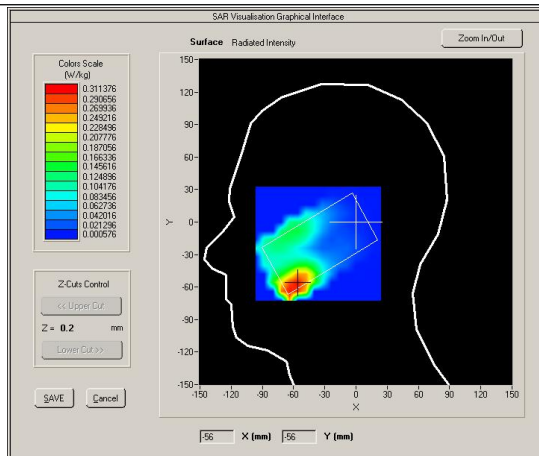 SAR Visualisation Graphical Interface
Surface Radiated Intensity
Zoom In/Out
Colors Scale
(W/kg)
0.311376
0.290656
0.269936
0.249216
0.228496
0.207776
0.187056
0.166336
0.145616
0.124896
0.104176
0.083456
0.062736
0.042016
0.021296
0.000576
Z-Cuts Control
<< Upper Cut
Z = 0.2 mm
Lower Cut >>
SAVE Cancel
150
120
90
60
30
Y 0
-30
-60
-90
-120
-150
-150 -120 -90 -60 -30 0 30 60 90 120 150
X
-56 X (mm) -56 Y (mm)